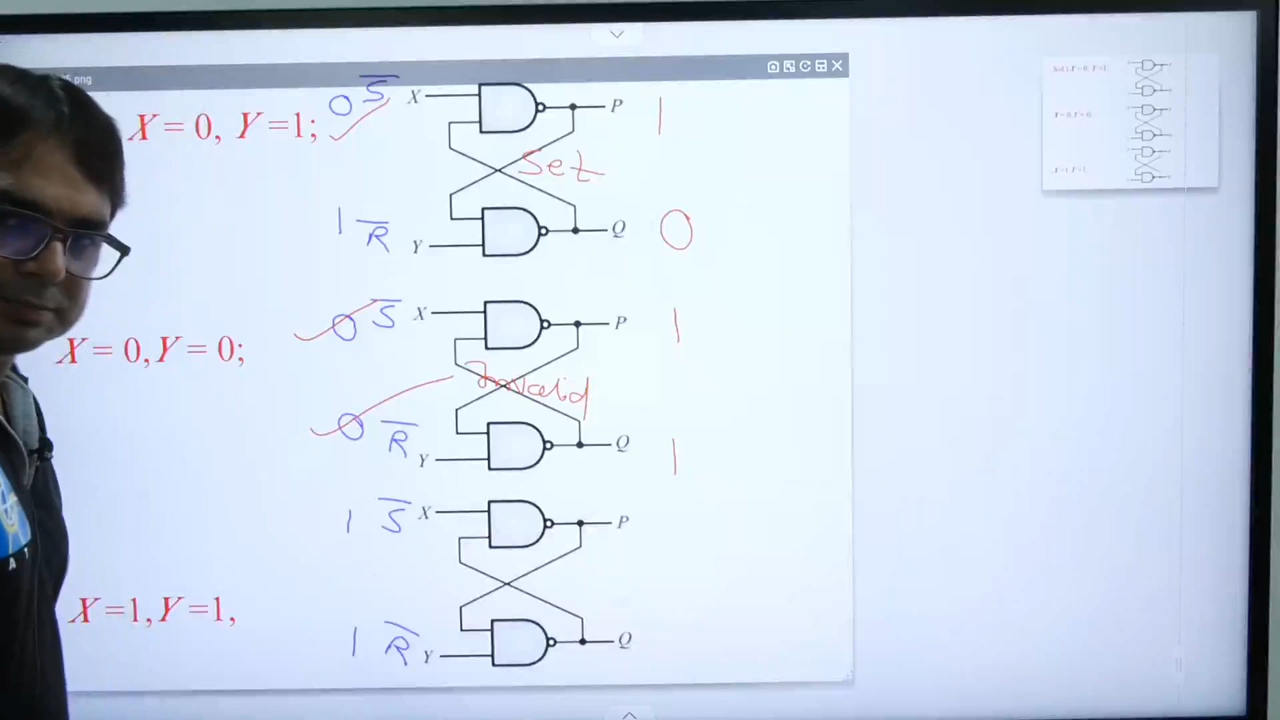 X = 0, Y =1; 0 S̅ X P 1
Set
1 R̅ Y Q 0
0 S̅ X P 1
X = 0,Y = 0;
Invalid
0 R̅ Y Q 1
1 S̅ X P
X =1,Y =1,
1 R̅ Y Q